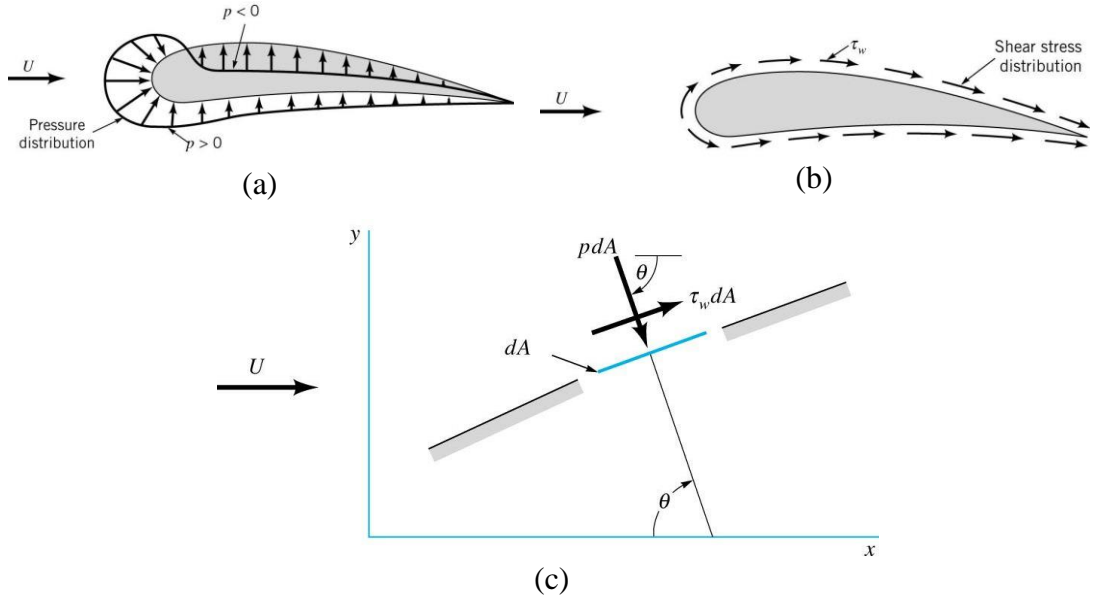 p < 0
U
Pressure
distribution
p > 0
(a)
τw
Shear stress
distribution
U
(b)
y
pdA
θ
τwdA
dA
U
θ
x
(c)